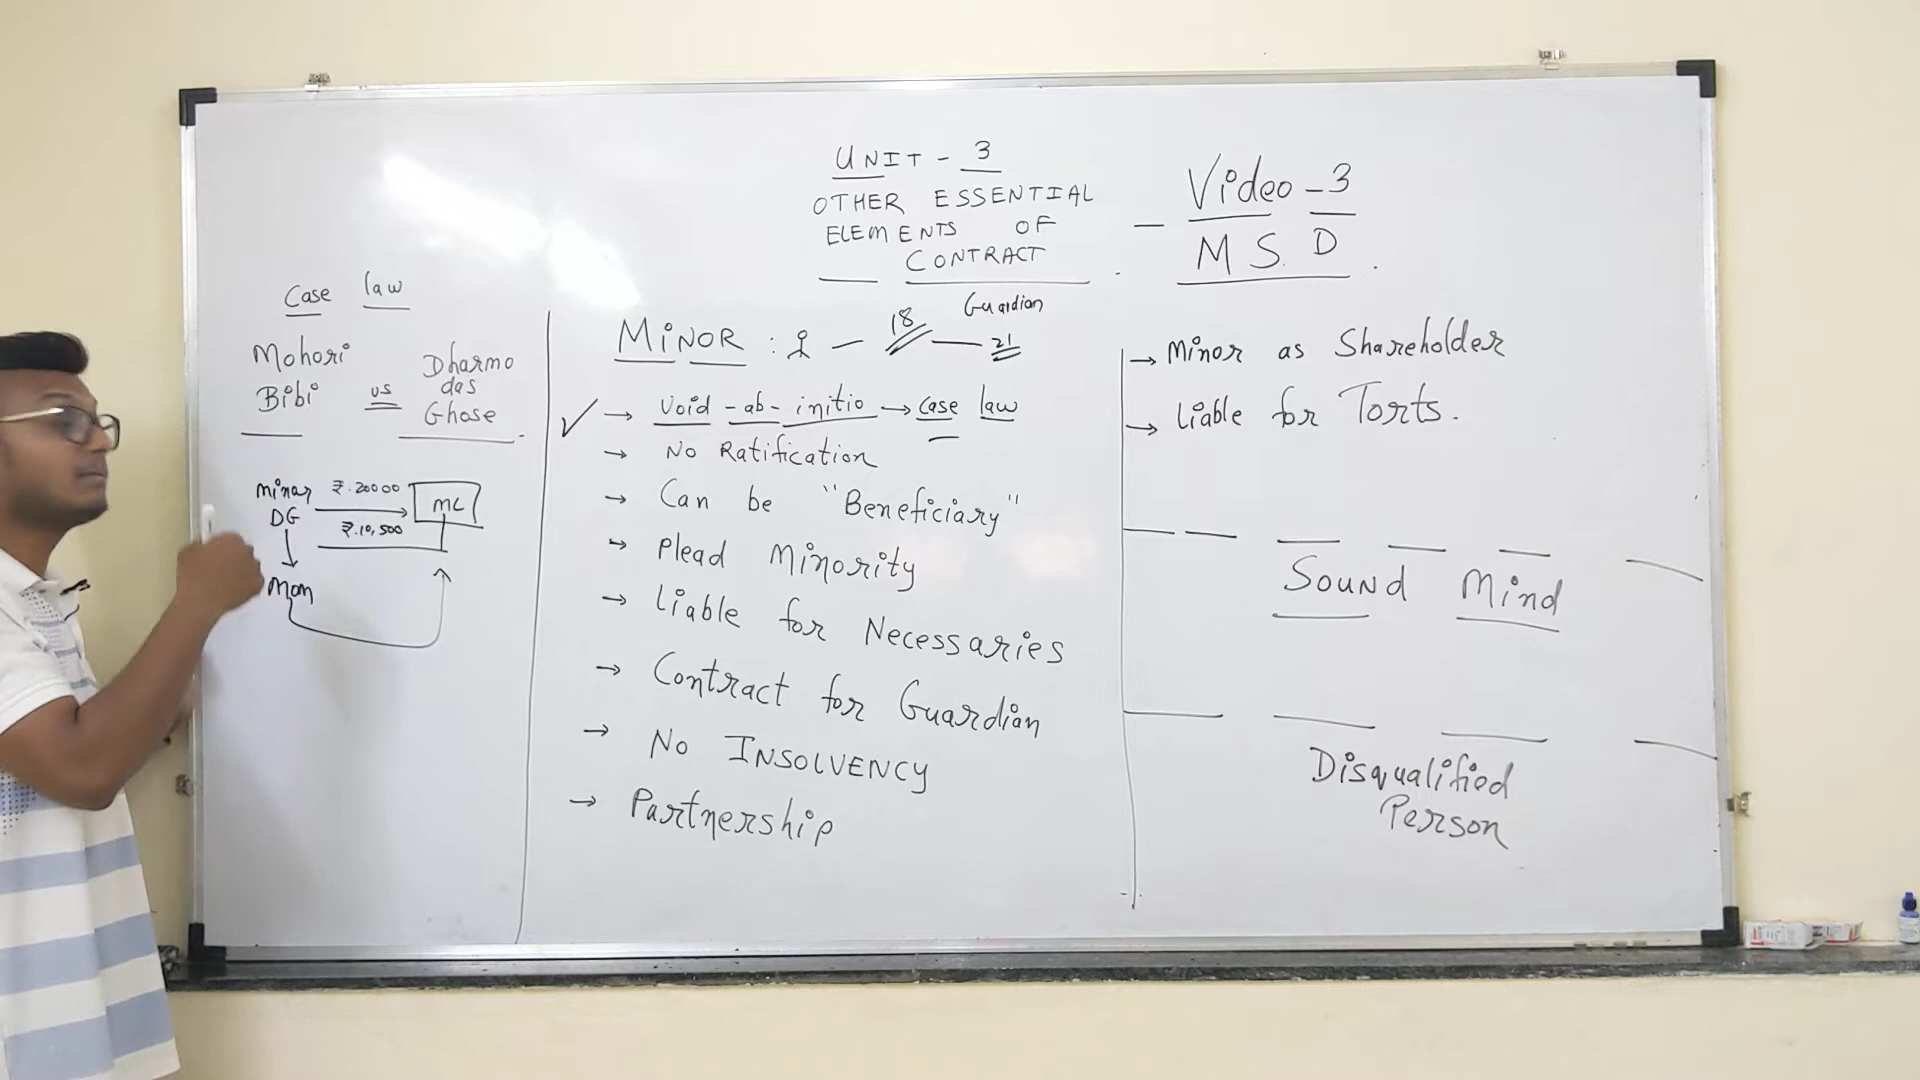 UNIT - 3
OTHER ESSENTIAL
ELEMENTS OF
CONTRACT
Video - 3
M S. D.
Case law
Mohori
Bibi
vs
Dharmo
das
Ghose
Minar
DG
₹.20000
₹.10,500
ML
Mom
MINOR : - 18 - 21
Guardian
→ Void - ab - initio → case law
→ No Ratification
→ Can be "Beneficiary"
→ Plead Minority
→ Liable for Necessaries
→ Contract for Guardian
→ No INSOLVENCY
→ Partnership
→ Minor as Shareholder
→ Liable for Torts.
Sound Mind
Disqualified
Person